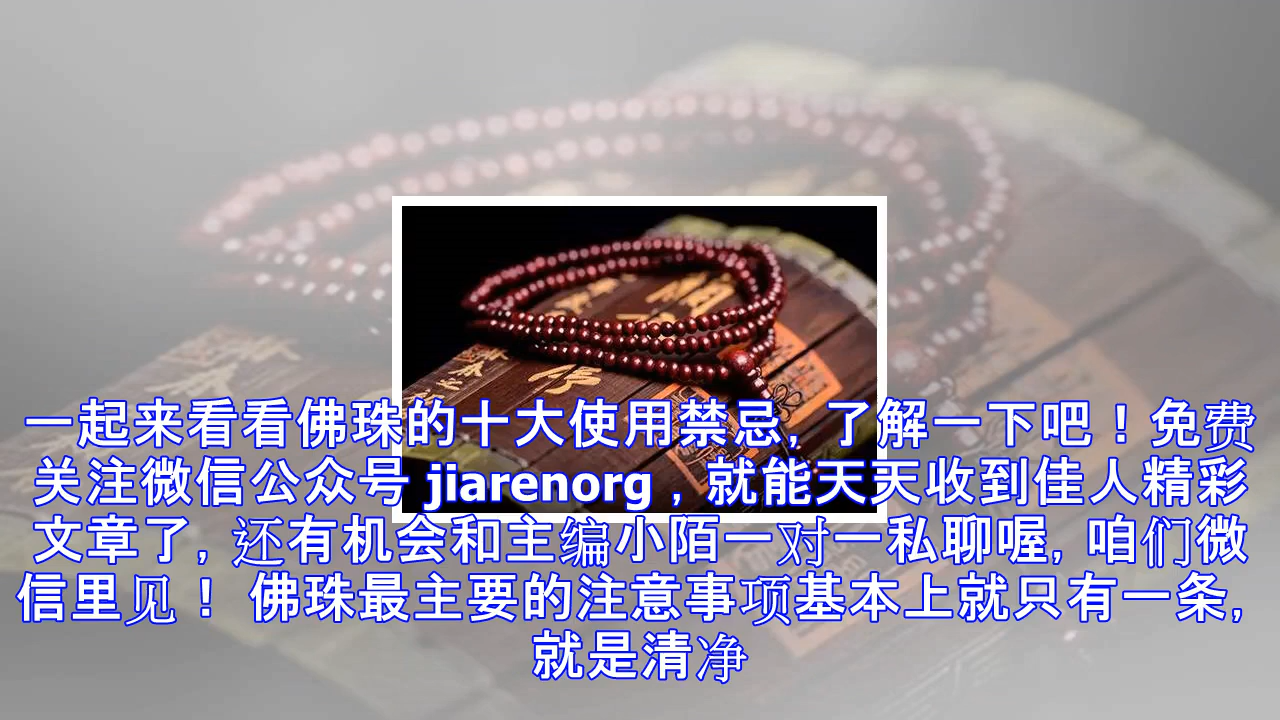 一起来看看佛珠的十大使用禁忌，了解一下吧！免费
关注微信公众号 jiarenorg，就能天天收到佳人精彩
文章了，还有机会和主编小陌一对一私聊喔，咱们微
信里见！ 佛珠最主要的注意事项基本上就只有一条，
就是清净